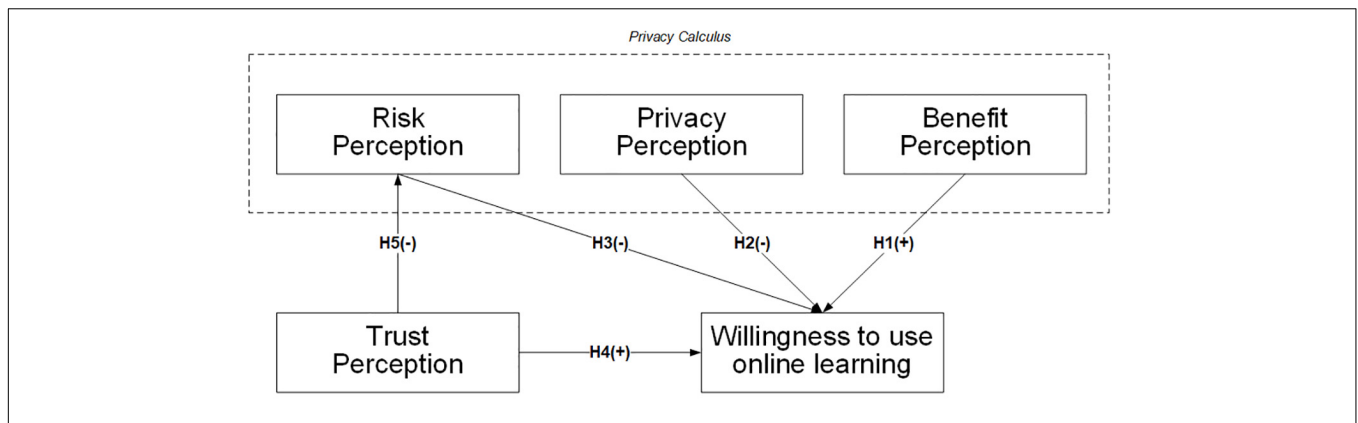 Privacy Calculus
Risk
Perception
Privacy
Perception
Benefit
Perception
H5(-)
H3(-)
H2(-)
H1(+)
Trust
Perception
H4(+)
Willingness to use
online learning